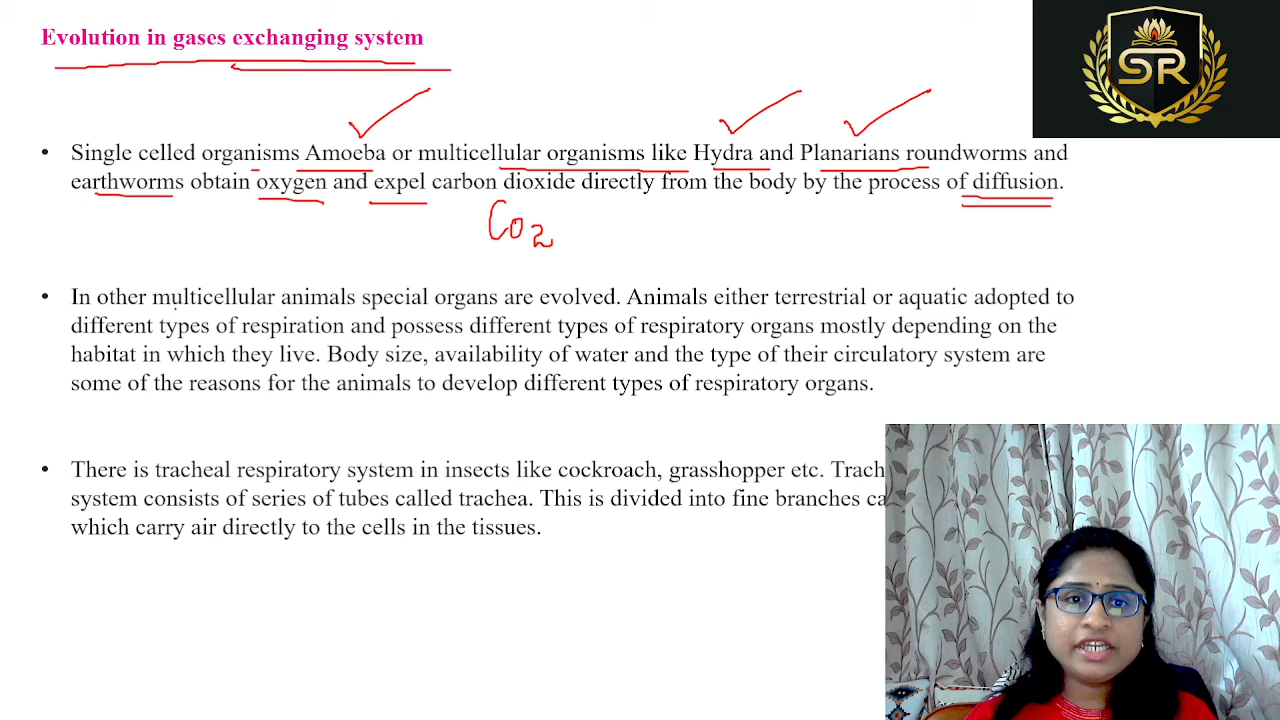 Evolution in gases exchanging system
SR
• Single celled organisms Amoeba or multicellular organisms like Hydra and Planarians roundworms and
earthworms obtain oxygen and expel carbon dioxide directly from the body by the process of diffusion.
Co2
• In other multicellular animals special organs are evolved. Animals either terrestrial or aquatic adopted to
different types of respiration and possess different types of respiratory organs mostly depending on the
habitat in which they live. Body size, availability of water and the type of their circulatory system are
some of the reasons for the animals to develop different types of respiratory organs.
• There is tracheal respiratory system in insects like cockroach, grasshopper etc. Trach
system consists of series of tubes called trachea. This is divided into fine branches ca
which carry air directly to the cells in the tissues.